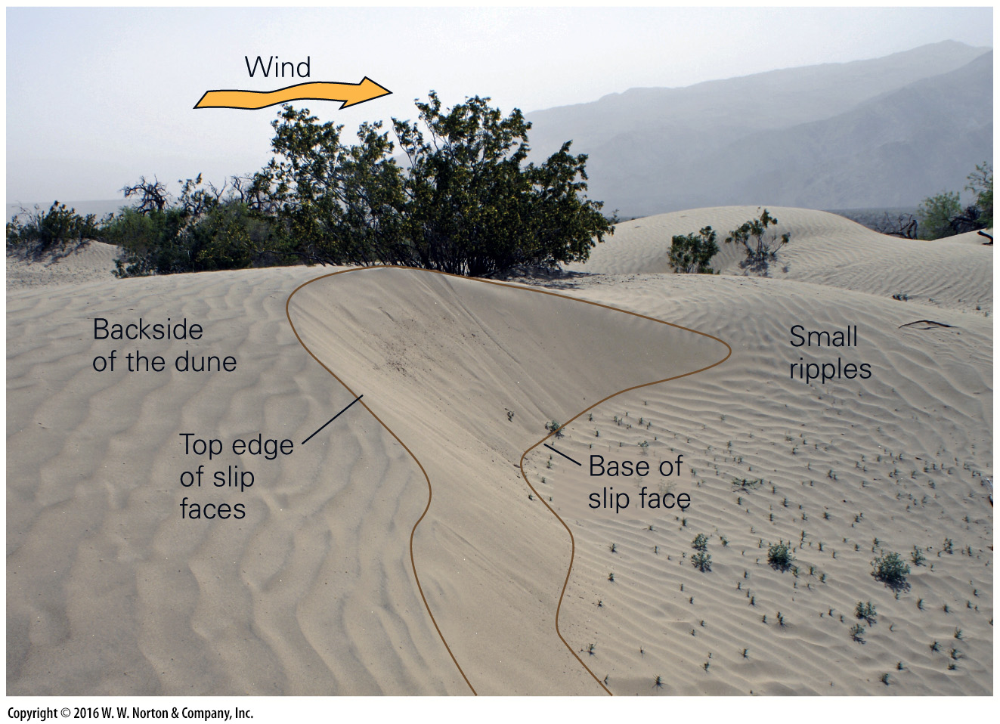 Wind
Backside
of the dune
Small
ripples
Top edge
of slip
faces
Base of
slip face
Copyright © 2016 W. W. Norton & Company, Inc.